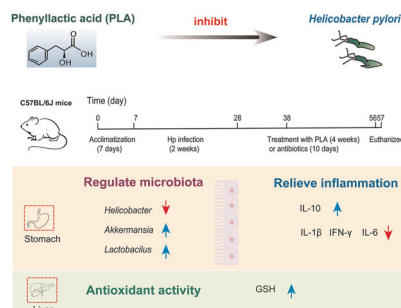 Phenyllactic acid (PLA)
inhibit
Helicobacter pylori
OH
OH
C57BL/6J mice
Time (day)
0 7 28 38 5657
Acclimatization
(7 days)
Hp infection
(2 weeks)
Treatment with PLA (4 weeks)
or antibiotics (10 days)
Euthanized
Regulate microbiota
Relieve inflammation
Helicobacter
Akkermansia
Lactobacilus
IL-10
IL-1β IFN-γ IL-6
Stomach
Antioxidant activity
GSH